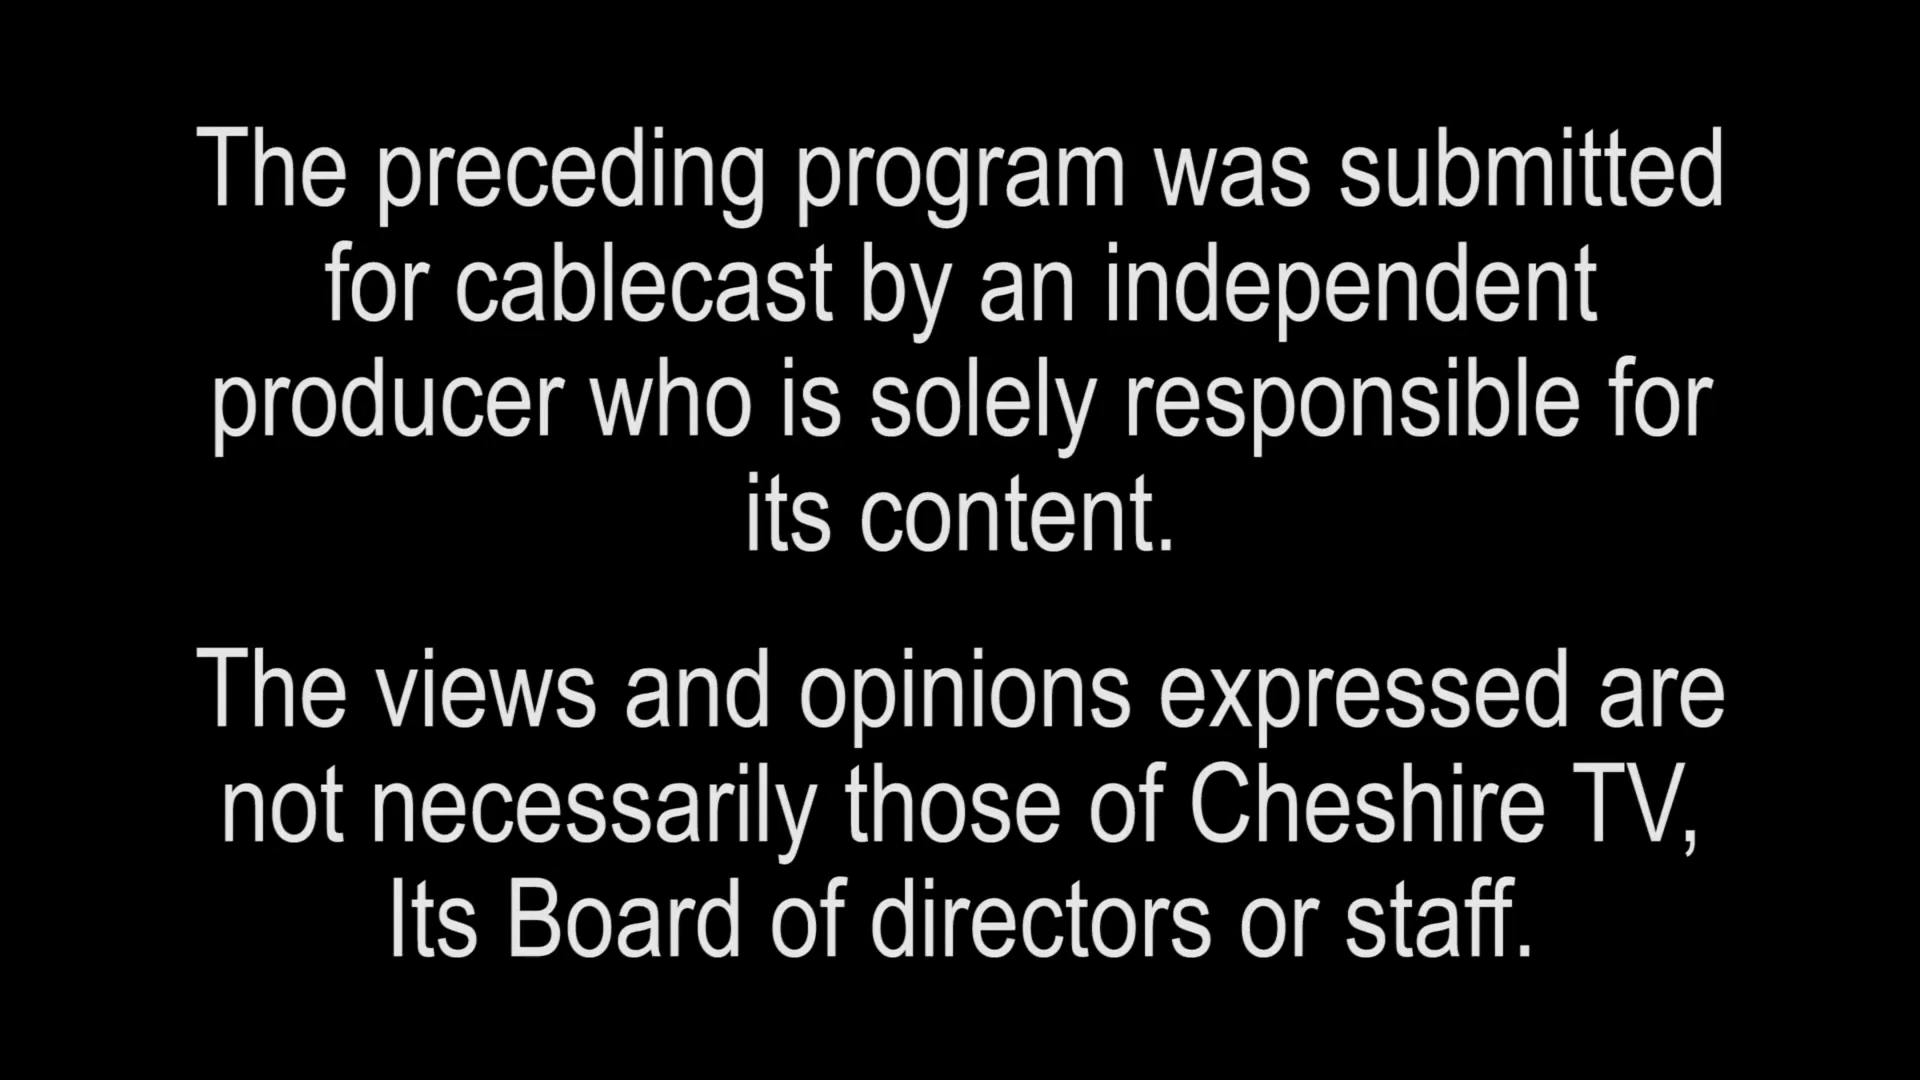 The preceding program was submitted
for cablecast by an independent
producer who is solely responsible for
its content.
The views and opinions expressed are
not necessarily those of Cheshire TV,
Its Board of directors or staff.